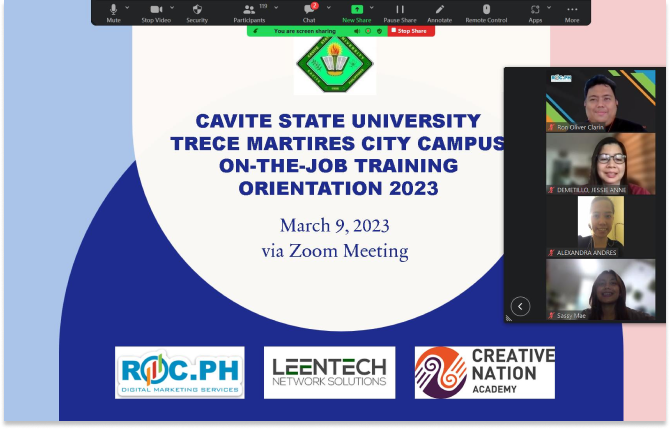 Mute
Stop Video
Security
119
Participants
2
Chat
New Share
Pause Share
Annotate
Remote Control
Apps
More
You are screen sharing
Stop Share
CAVITE STATE UNIVERSITY
TRECE MARTIRES CITY CAMPUS
ON-THE-JOB TRAINING
ORIENTATION 2023
March 9, 2023
via Zoom Meeting
ROC.PH
Ron Oliver Clarin
DEMETILLO, JESSIE ANNE
ALEXANDRA ANDRES
Sassy Mae
ROC.PH
DIGITAL MARKETING SERVICES
LEENTECH
NETWORK SOLUTIONS
CREATIVE
NATION
ACADEMY